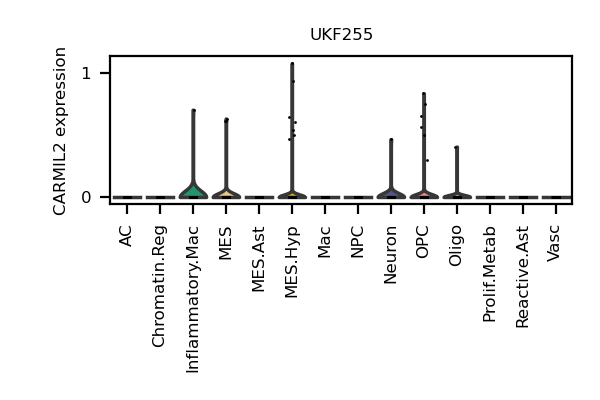 UKF255
CARMIL2 expression
1
0
AC
Chromatin.Reg
Inflammatory.Mac
MES
MES.Ast
MES.Hyp
Mac
NPC
Neuron
OPC
Oligo
Prolif.Metab
Reactive.Ast
Vasc